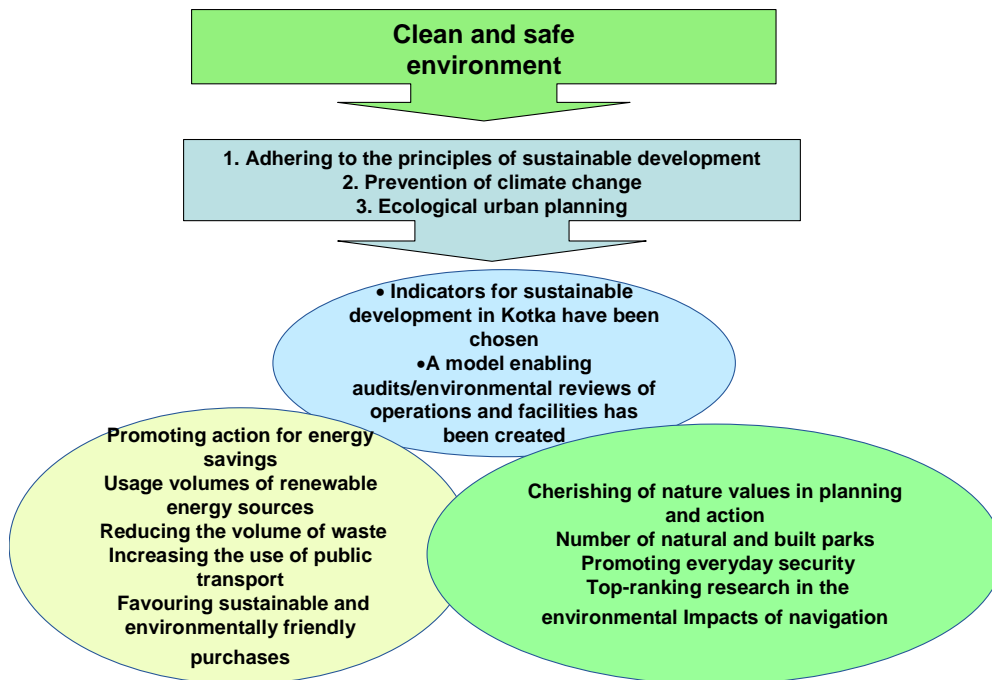 Clean and safe
environment
1. Adhering to the principles of sustainable development
2. Prevention of climate change
3. Ecological urban planning
• Indicators for sustainable
development in Kotka have been
chosen
•A model enabling
audits/environmental reviews of
operations and facilities has
been created
Promoting action for energy
savings
Usage volumes of renewable
energy sources
Reducing the volume of waste
Increasing the use of public
transport
Favouring sustainable and
environmentally friendly
purchases
Cherishing of nature values in planning
and action
Number of natural and built parks
Promoting everyday security
Top-ranking research in the
environmental Impacts of navigation